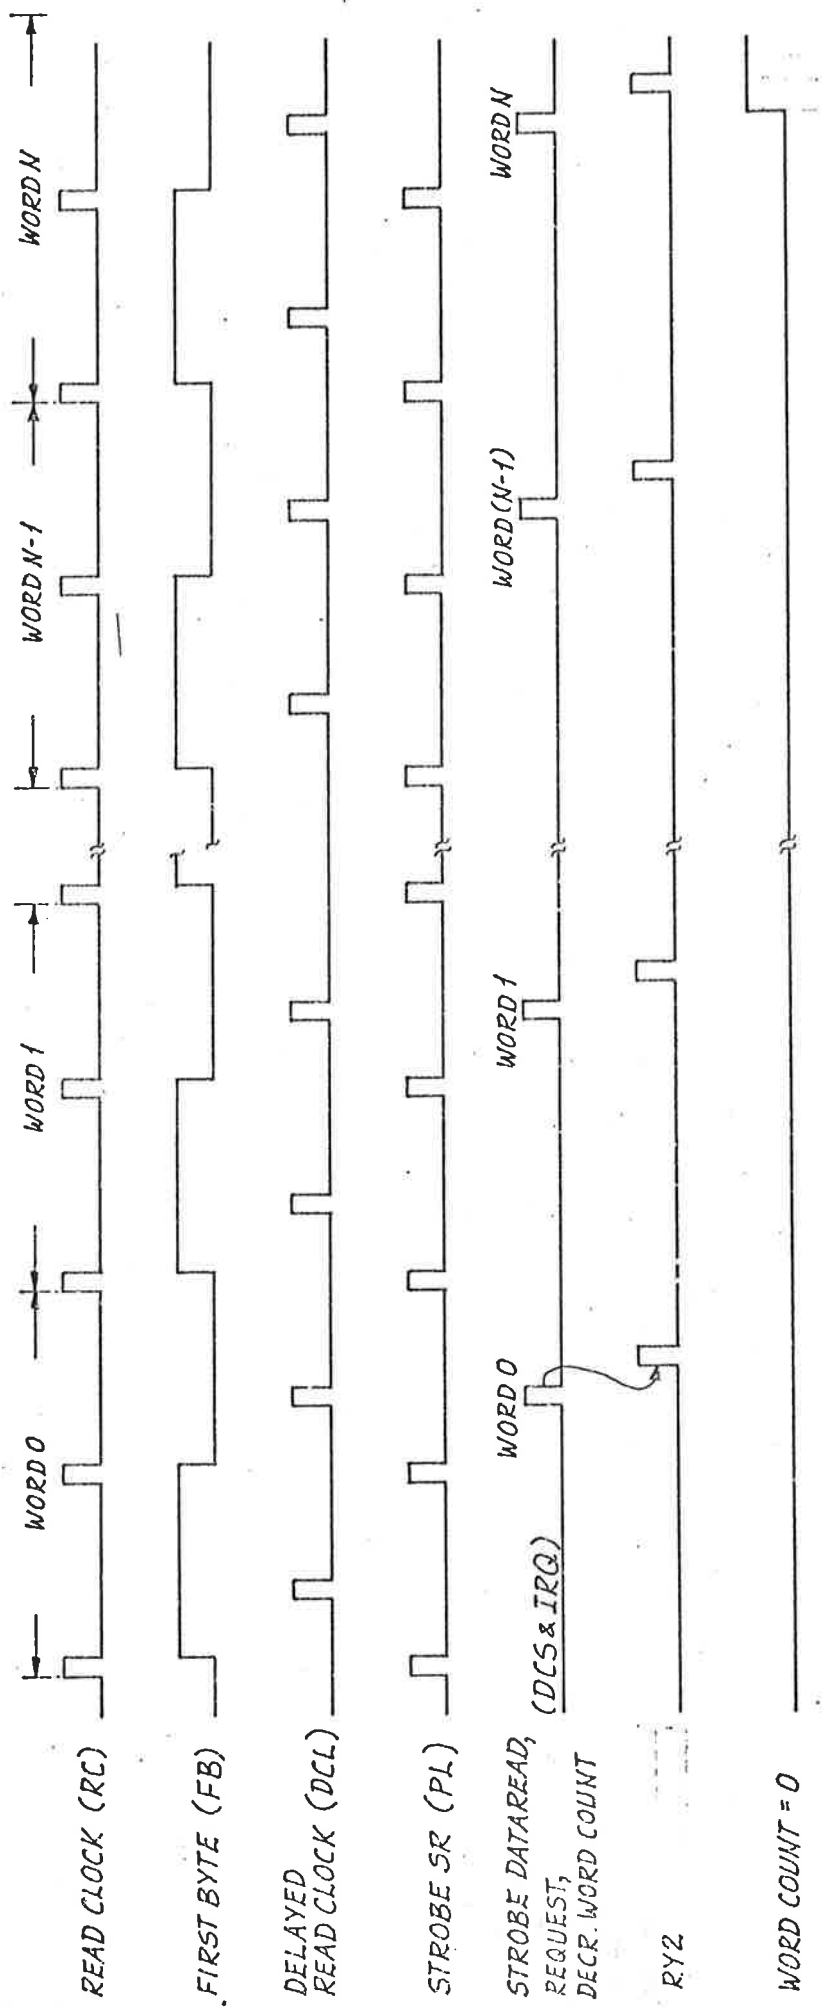 WORD 0
WORD 1
WORD N-1
WORD N
READ CLOCK (RC)
FIRST BYTE (FB)
DELAYED
READ CLOCK (DCL)
STROBE SR (PL)
WORD 0
WORD 1
WORD (N-1)
WORD N
STROBE DATAREAD,
REQUEST,
DECR. WORD COUNT
(DCS & IRQ)
RY2
WORD COUNT = 0